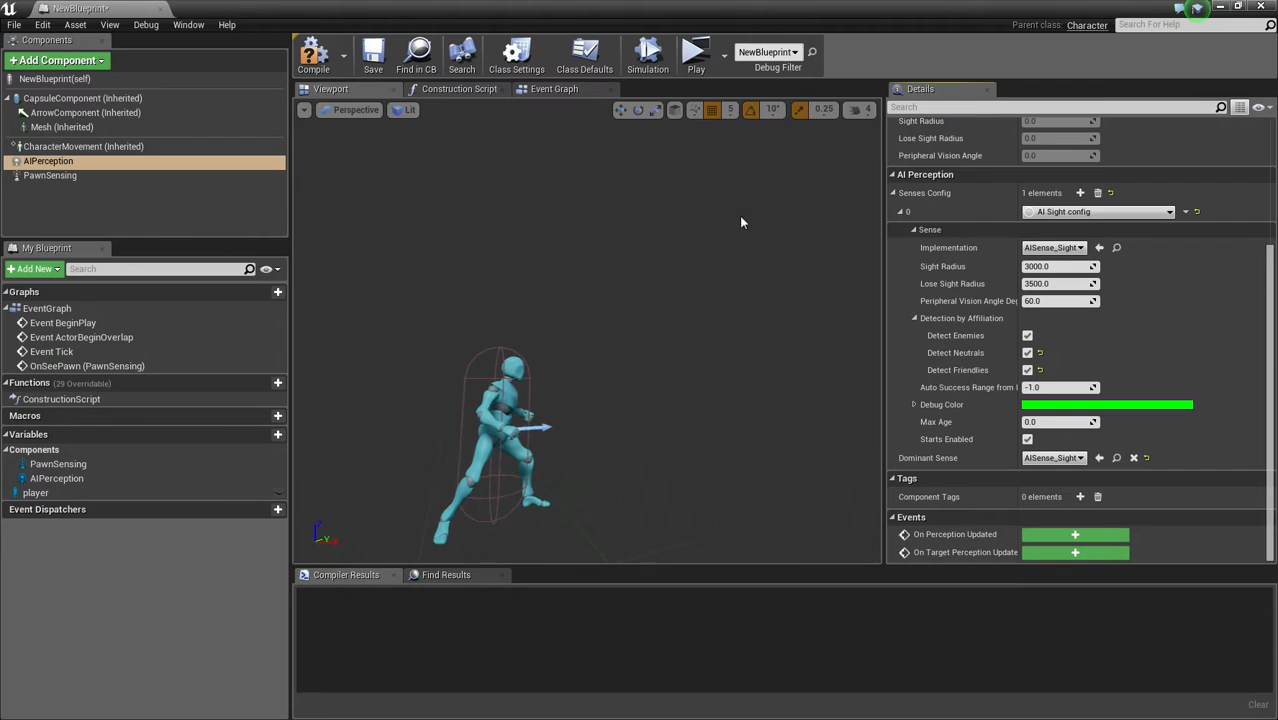 NewBlueprint*
File Edit Asset View Debug Window Help
Parent class: Character Search For Help
Components
+Add Component
NewBlueprint(self)
CapsuleComponent (Inherited)
ArrowComponent (Inherited)
Mesh (Inherited)
CharacterMovement (Inherited)
AIPerception
PawnSensing
My Blueprint
+Add New Search
Graphs
EventGraph
Event BeginPlay
Event ActorBeginOverlap
Event Tick
OnSeePawn (PawnSensing)
Functions (29 Overridable)
ConstructionScript
Macros
Variables
Components
PawnSensing
AIPerception
player
Event Dispatchers
Compile Save Find in CB Search Class Settings Class Defaults Simulation Play
NewBlueprint
Debug Filter
Viewport Construction Script Event Graph
Perspective Lit 5 10° 0.25 4
Z
Y X
Compiler Results Find Results
Clear
Details
Search
Sight Radius 0.0
Lose Sight Radius 0.0
Peripheral Vision Angle 0.0
AI Perception
Senses Config 1 elements
0 AI Sight config
Sense
Implementation AISense_Sight
Sight Radius 3000.0
Lose Sight Radius 3500.0
Peripheral Vision Angle Deg 60.0
Detection by Affiliation
Detect Enemies
Detect Neutrals
Detect Friendlies
Auto Success Range from -1.0
Debug Color
Max Age 0.0
Starts Enabled
Dominant Sense AISense_Sight
Tags
Component Tags 0 elements
Events
On Perception Updated
On Target Perception Update